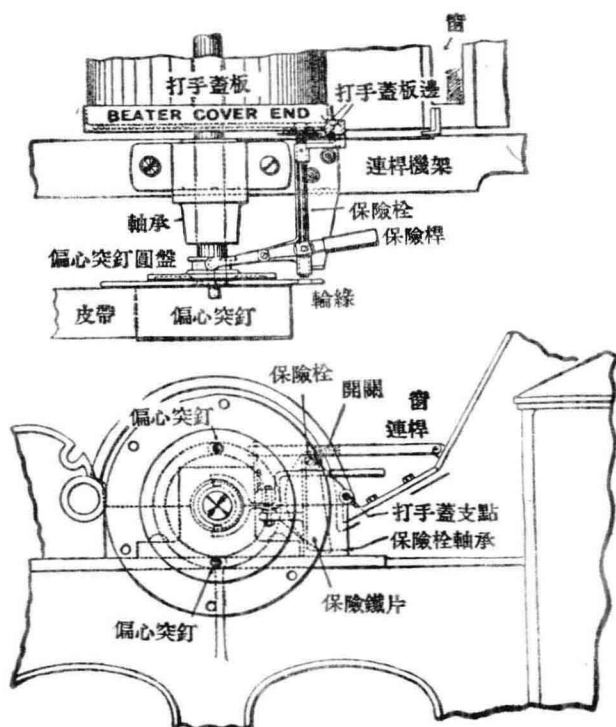 窗
打手蓋板
打手蓋板邊
BEATER COVER END
連桿機架
軸承
保險栓
保險桿
偏心突釘圓盤
輪緣
皮帶
偏心突釘
保險栓
開關
窗
連桿
偏心突釘
打手蓋支點
保險栓軸承
保險鐵片
偏心突釘